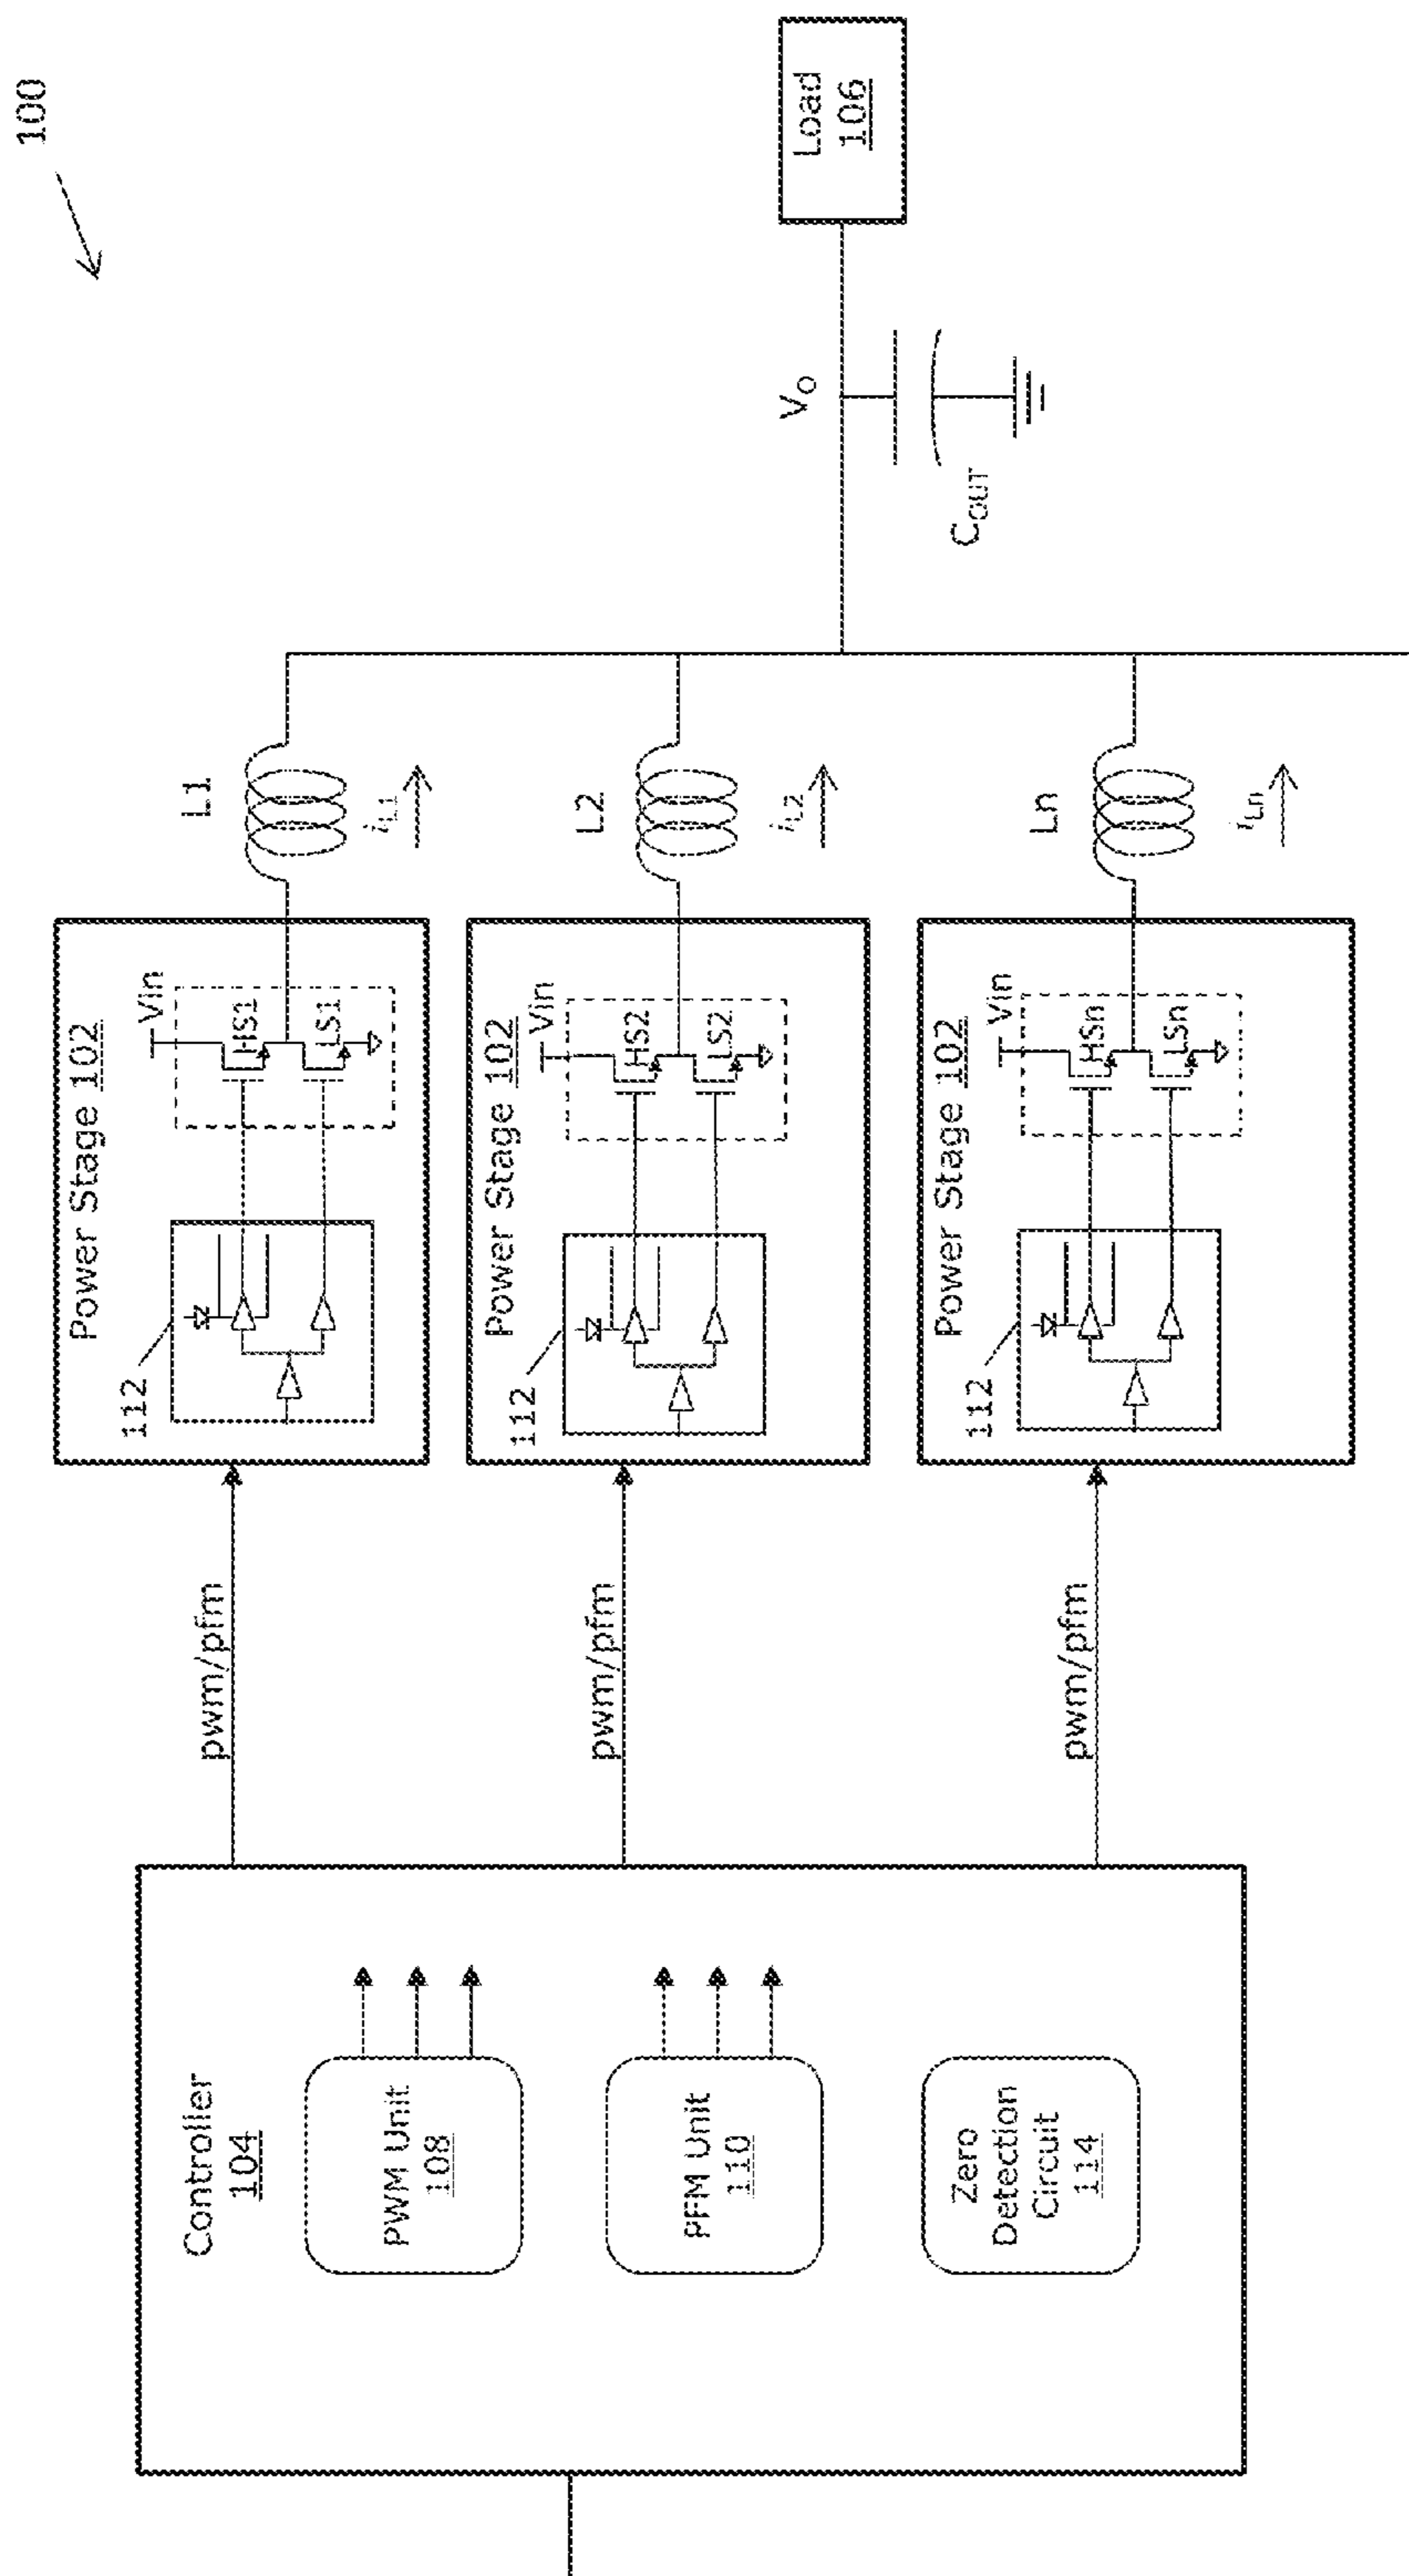 100
Controller
104
PWM Unit
108
PFM Unit
110
Zero
Detection
Circuit
114
pwm/pfm
pwm/pfm
pwm/pfm
Power Stage 102
112
Vin
HS1
LS1
Power Stage 102
112
Vin
HS2
LS2
Power Stage 102
112
Vin
HSn
LSn
L1
iL1
L2
iL2
Ln
iLn
VO
COUT
Load
106